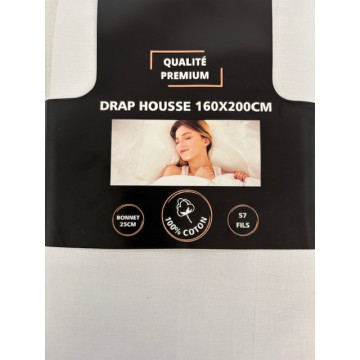 QUALITÉ
PREMIUM
DRAP HOUSSE 160X200CM
BONNET
25CM
100% COTON
57
FILS